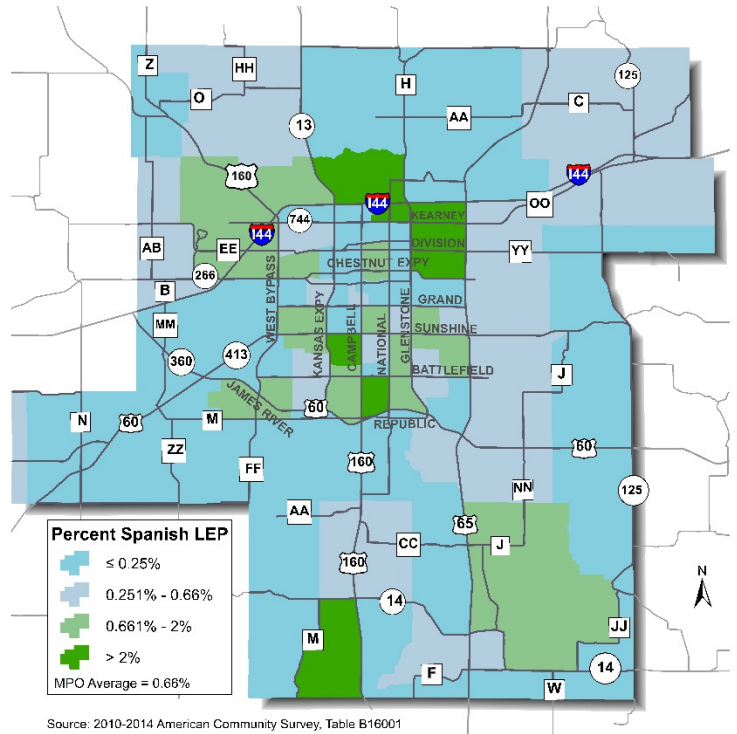 Z
HH
H
125
O
C
AA
13
160
I44
I44
OO
744
KEARNEY
I44
DIVISION
AB
EE
YY
CHESTNUT EXPY
266
B
GRAND
MM
WEST BYPASS
KANSAS EXPY
CAMPBELL
NATIONAL
GLENSTONE
SUNSHINE
360
413
BATTLEFIELD
J
JAMES RIVER
60
N
60
M
REPUBLIC
ZZ
160
60
FF
NN
125
AA
65
CC
J
160
14
M
JJ
F
14
W
N
Percent Spanish LEP
≤ 0.25%
0.251% - 0.66%
0.661% - 2%
> 2%
MPO Average = 0.66%
Source: 2010-2014 American Community Survey, Table B16001